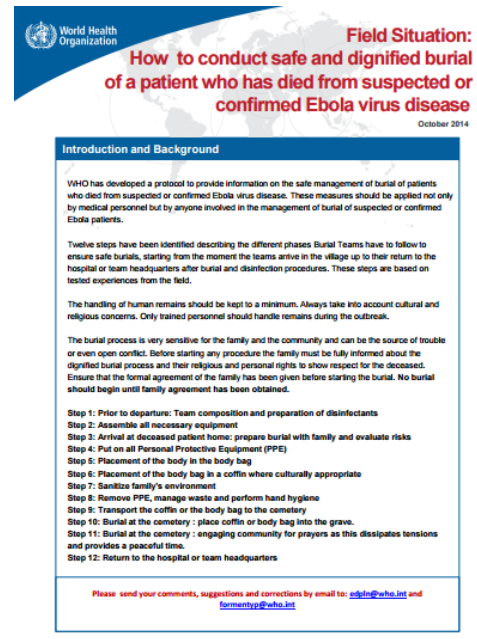 World Health
Organization
Field Situation:
How to conduct safe and dignified burial
of a patient who has died from suspected or
confirmed Ebola virus disease
October 2014
Introduction and Background
WHO has developed a protocol to provide information on the safe management of burial of patients
who died from suspected or confirmed Ebola virus disease. These measures should be applied not only
by medical personnel but by anyone involved in the management of burial of suspected or confirmed
Ebola patients.
Twelve steps have been identified describing the different phases Burial Teams have to follow to
ensure safe burials, starting from the moment the teams arrive in the village up to their return to the
hospital or team headquarters after burial and disinfection procedures. These steps are based on
tested experiences from the field.
The handling of human remains should be kept to a minimum. Always take into account cultural and
religious concerns. Only trained personnel should handle remains during the outbreak.
The burial process is very sensitive for the family and the community and can be the source of trouble
or even open conflict. Before starting any procedure the family must be fully informed about the
dignified burial process and their religious and personal rights to show respect for the deceased.
Ensure that the formal agreement of the family has been given before starting the burial. No burial
should begin until family agreement has been obtained.
Step 1: Prior to departure: Team composition and preparation of disinfectants
Step 2: Assemble all necessary equipment
Step 3: Arrival at deceased patient home: prepare burial with family and evaluate risks
Step 4: Put on all Personal Protective Equipment (PPE)
Step 5: Placement of the body in the body bag
Step 6: Placement of the body bag in a coffin where culturally appropriate
Step 7: Sanitize family's environment
Step 8: Remove PPE, manage waste and perform hand hygiene
Step 9: Transport the coffin or the body bag to the cemetery
Step 10: Burial at the cemetery : place coffin or body bag into the grave.
Step 11: Burial at the cemetery : engaging community for prayers as this dissipates tensions
and provides a peaceful time.
Step 12: Return to the hospital or team headquarters
Please send your comments, suggestions and corrections by email to: edpln@who.int and
formentyp@who.int